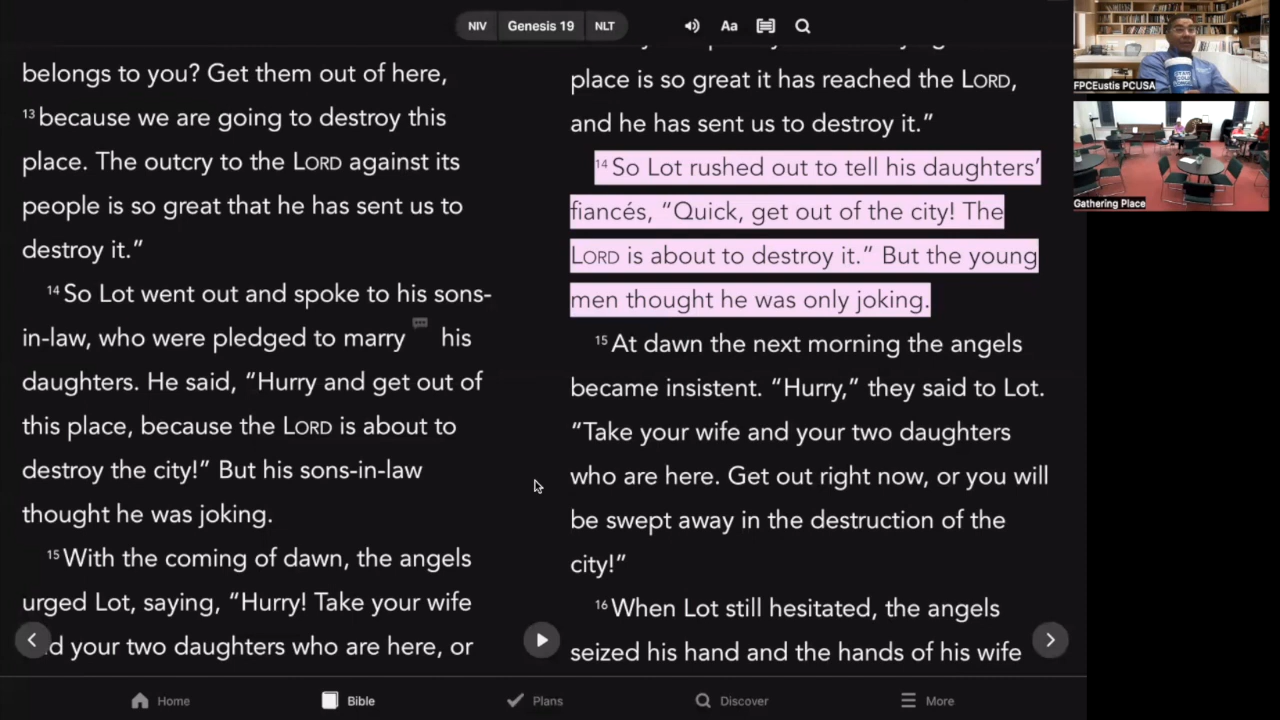 NIV Genesis 19 NLT Aa
belongs to you? Get them out of here,
13 because we are going to destroy this
place. The outcry to the LORD against its
people is so great that he has sent us to
destroy it.”
14 So Lot went out and spoke to his sons-
in-law, who were pledged to marry his
daughters. He said, “Hurry and get out of
this place, because the LORD is about to
destroy the city!” But his sons-in-law
thought he was joking.
15 With the coming of dawn, the angels
urged Lot, saying, “Hurry! Take your wife
your two daughters who are here, or
place is so great it has reached the LORD,
and he has sent us to destroy it.”
14 So Lot rushed out to tell his daughters’
fiancés, “Quick, get out of the city! The
LORD is about to destroy it.” But the young
men thought he was only joking.
15 At dawn the next morning the angels
became insistent. “Hurry,” they said to Lot.
“Take your wife and your two daughters
who are here. Get out right now, or you will
be swept away in the destruction of the
city!”
16 When Lot still hesitated, the angels
seized his hand and the hands of his wife
Home Bible Plans Discover More
FPCEustis PCUSA
Gathering Place